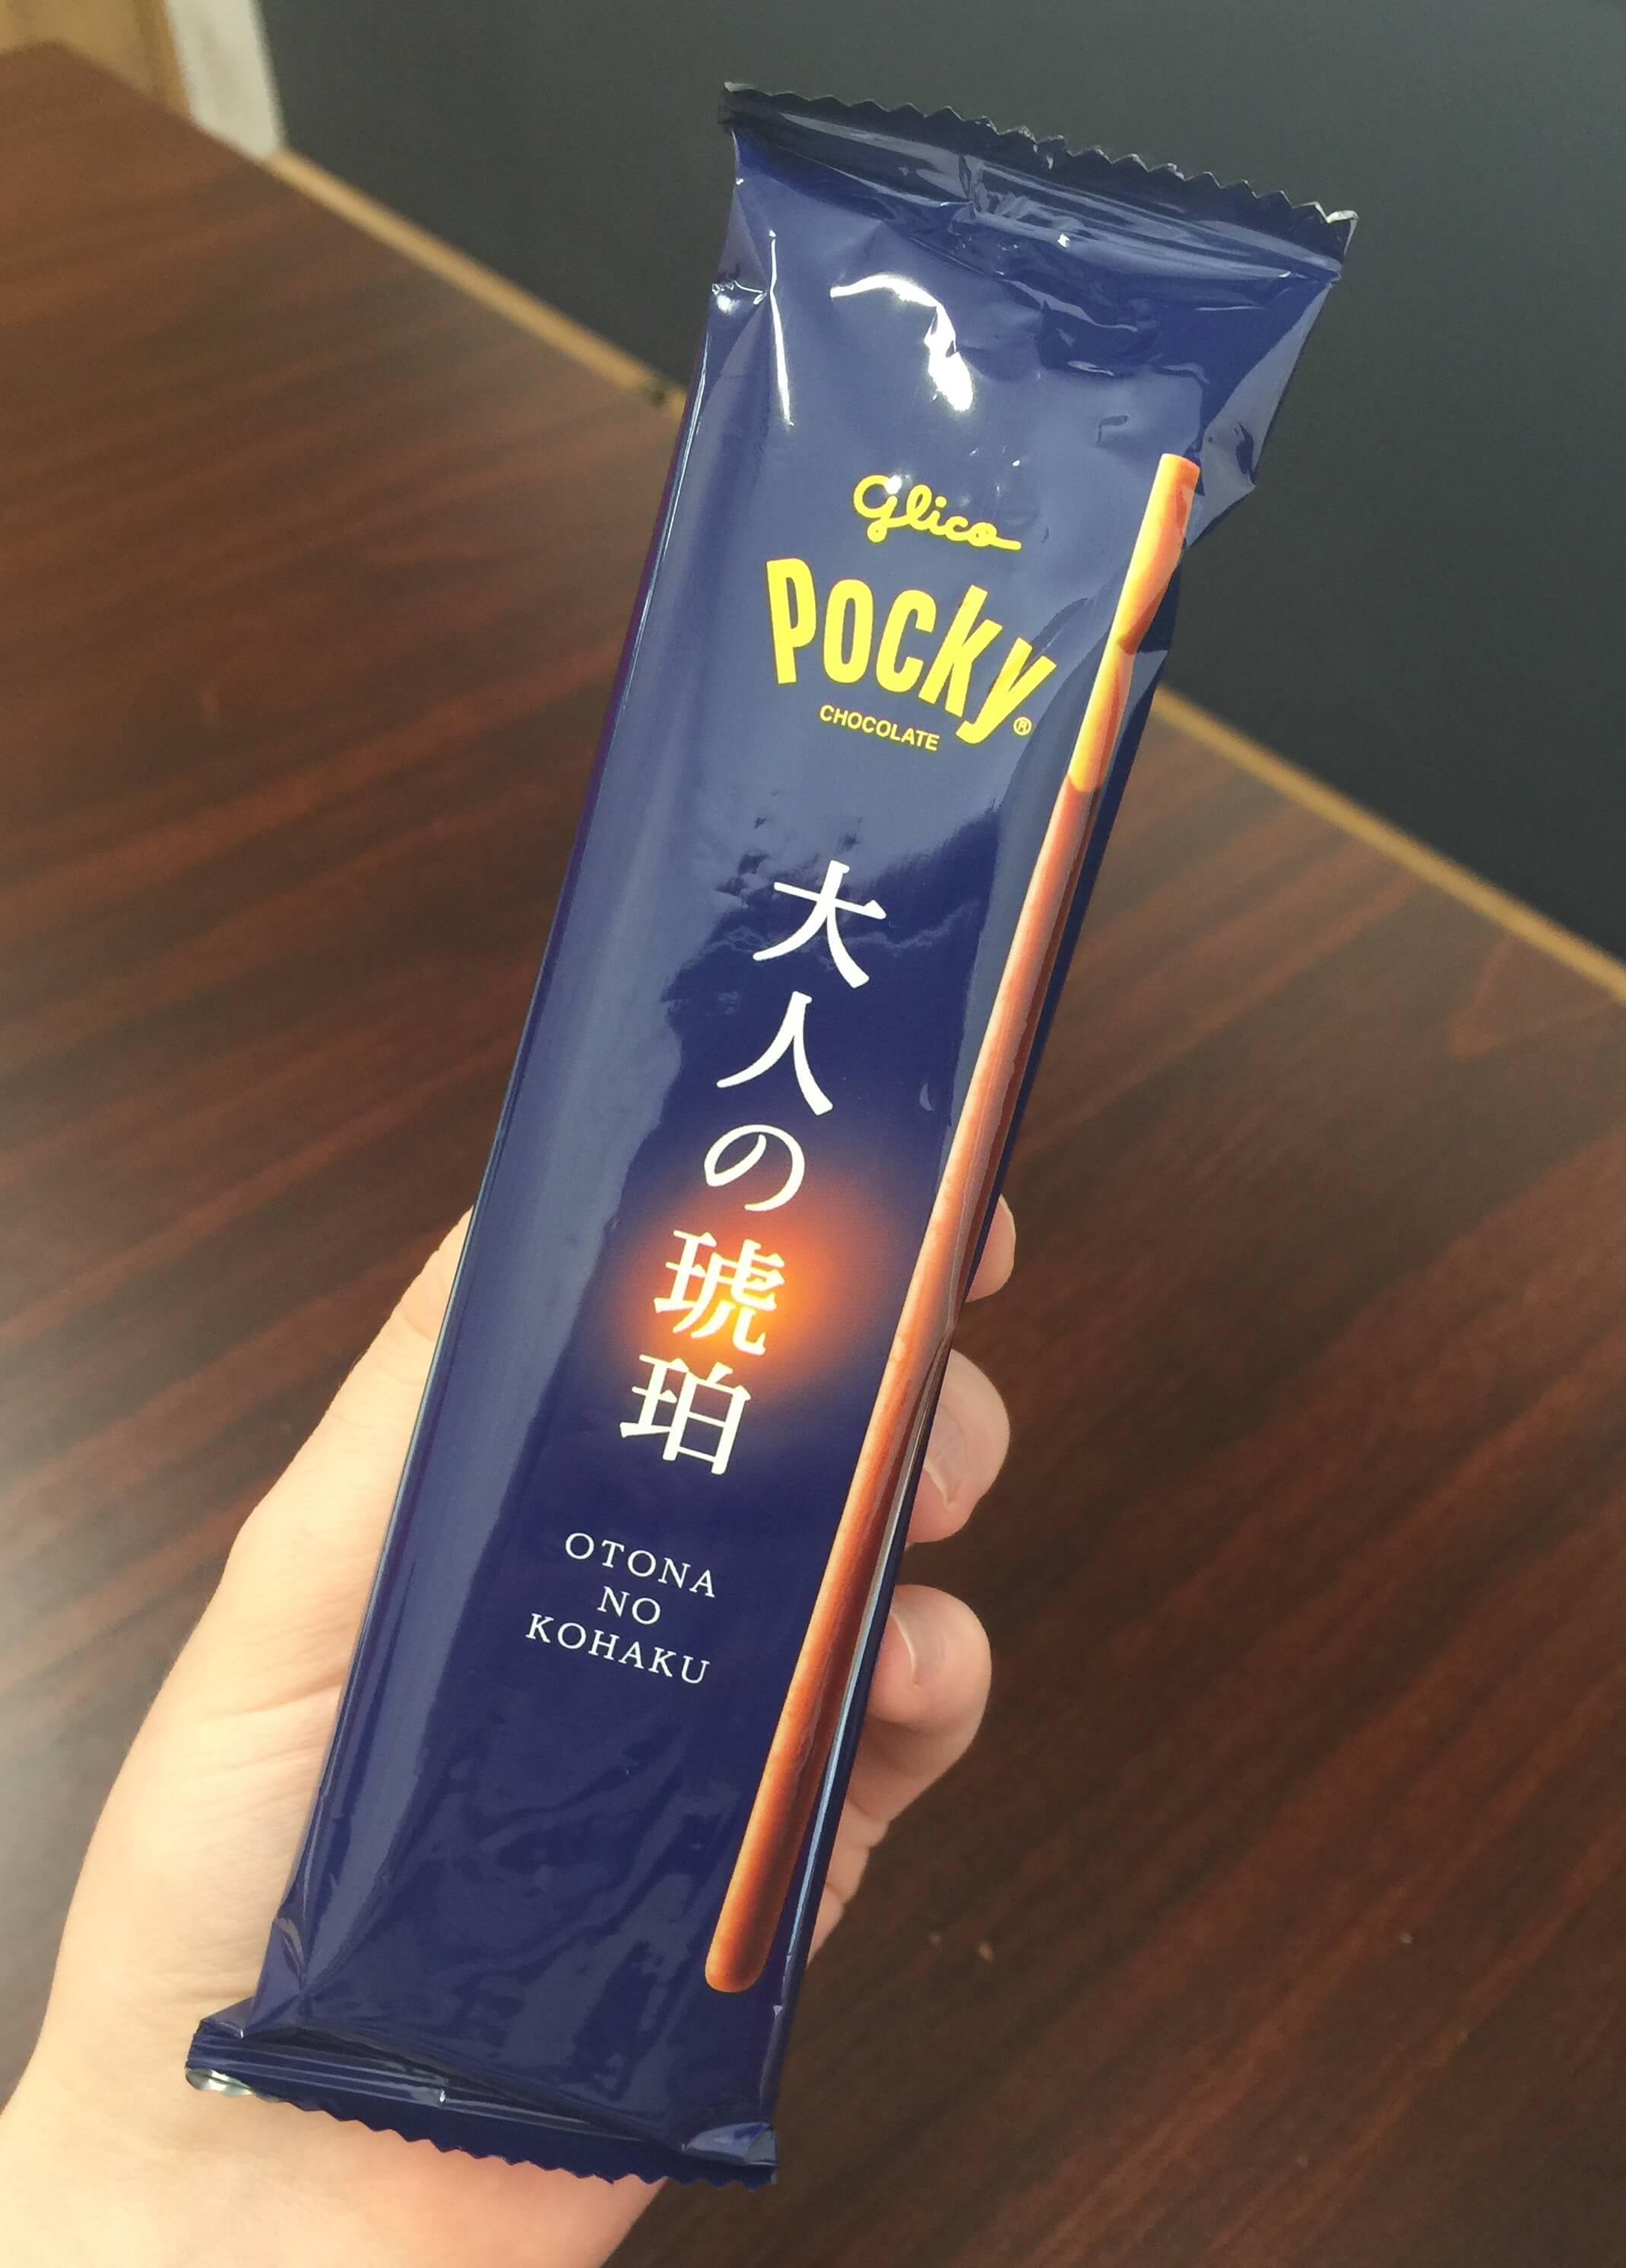 Glico
Pocky®
CHOCOLATE
大人の琥珀
OTONA
NO
KOHAKU